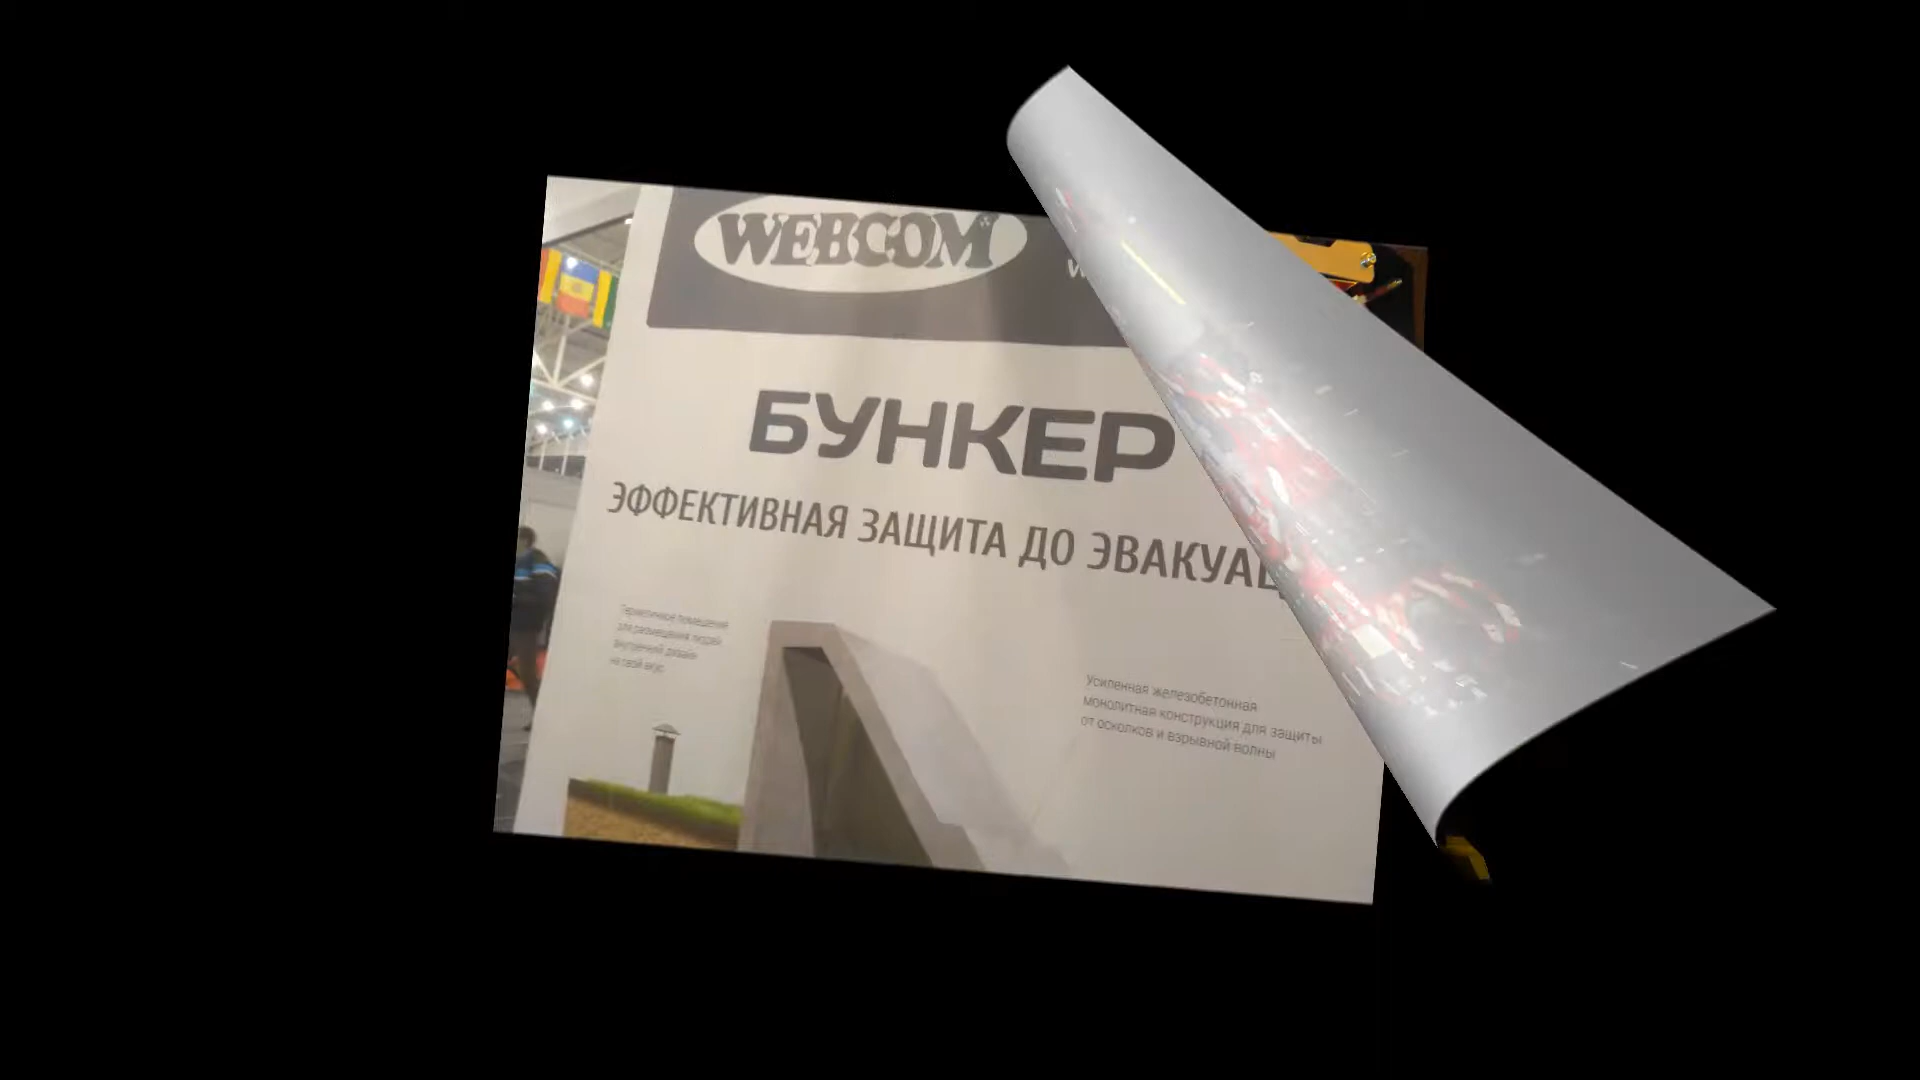 WEBCOM
БУНКЕР
ЭФФЕКТИВНАЯ ЗАЩИТА ДО ЭВАКУАЦ
Герметичное помещение
для размещения людей
внутренний дизайн
на свой вкус
Усиленная железобетонная
монолитная конструкция для защиты
от осколков и взрывной волны